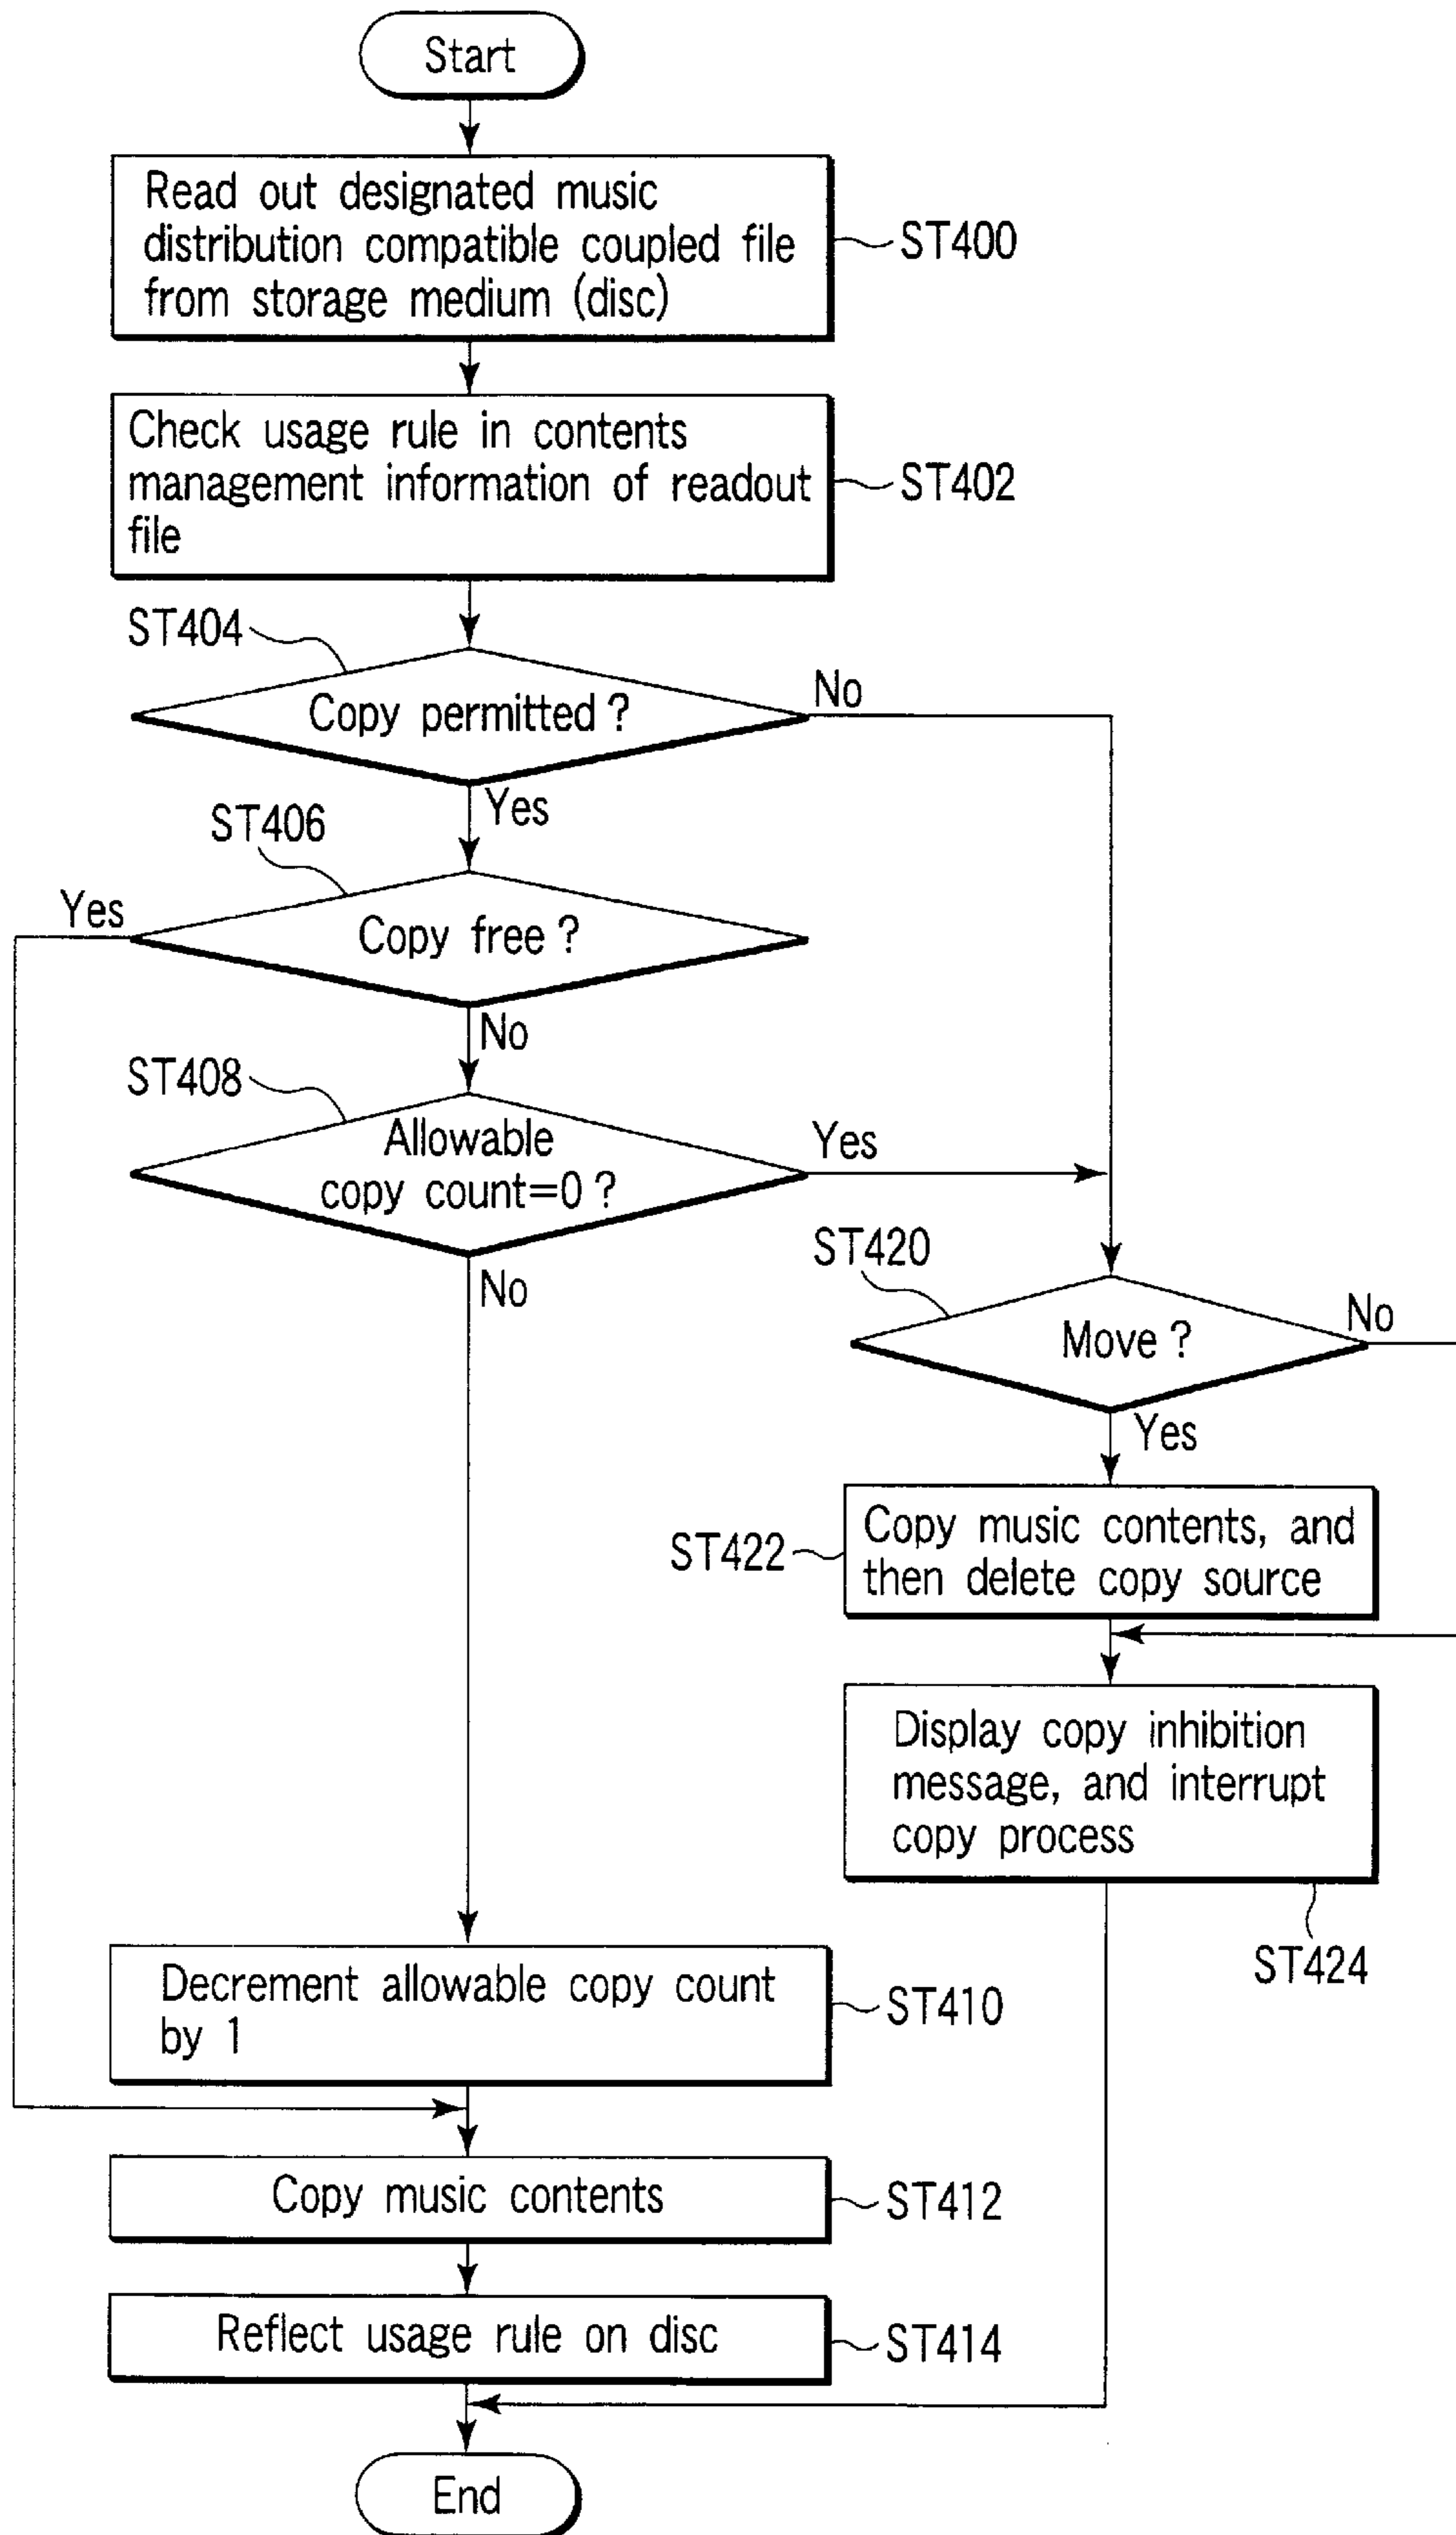 Start
Read out designated music
distribution compatible coupled file
from storage medium (disc)
ST400
Check usage rule in contents
management information of readout
file
ST402
ST404
Copy permitted ?
No
Yes
ST406
Yes
Copy free ?
No
ST408
Allowable
copy count=0 ?
Yes
No
ST420
Move ?
No
Yes
ST422
Copy music contents, and
then delete copy source
Display copy inhibition
message, and interrupt
copy process
ST424
Decrement allowable copy count
by 1
ST410
Copy music contents
ST412
Reflect usage rule on disc
ST414
End